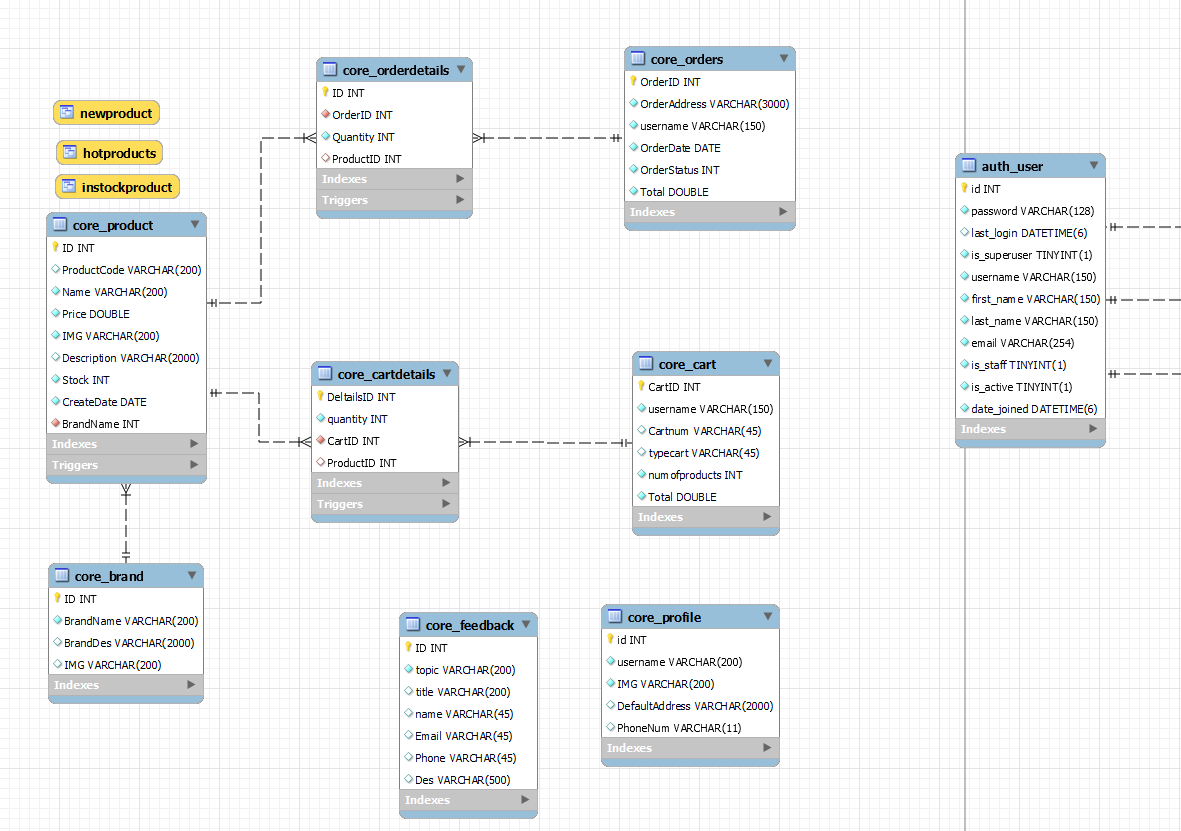 newproduct
hotproducts
instockproduct
core_product
ID INT
ProductCode VARCHAR(200)
Name VARCHAR(200)
Price DOUBLE
IMG VARCHAR(200)
Description VARCHAR(2000)
Stock INT
CreateDate DATE
BrandName INT
Indexes
Triggers
core_brand
ID INT
BrandName VARCHAR(200)
BrandDes VARCHAR(2000)
IMG VARCHAR(200)
Indexes
core_orderdetails
ID INT
OrderID INT
Quantity INT
ProductID INT
Indexes
Triggers
core_cartdetails
DeltailsID INT
quantity INT
CartID INT
ProductID INT
Indexes
Triggers
core_feedback
ID INT
topic VARCHAR(200)
title VARCHAR(200)
name VARCHAR(45)
Email VARCHAR(45)
Phone VARCHAR(45)
Des VARCHAR(500)
Indexes
core_orders
OrderID INT
OrderAddress VARCHAR(3000)
username VARCHAR(150)
OrderDate DATE
OrderStatus INT
Total DOUBLE
Indexes
core_cart
CartID INT
username VARCHAR(150)
Cartnum VARCHAR(45)
typecart VARCHAR(45)
numofproducts INT
Total DOUBLE
Indexes
core_profile
id INT
username VARCHAR(200)
IMG VARCHAR(200)
DefaultAddress VARCHAR(2000)
PhoneNum VARCHAR(11)
Indexes
auth_user
id INT
password VARCHAR(128)
last_login DATETIME(6)
is_superuser TINYINT(1)
username VARCHAR(150)
first_name VARCHAR(150)
last_name VARCHAR(150)
email VARCHAR(254)
is_staff TINYINT(1)
is_active TINYINT(1)
date_joined DATETIME(6)
Indexes